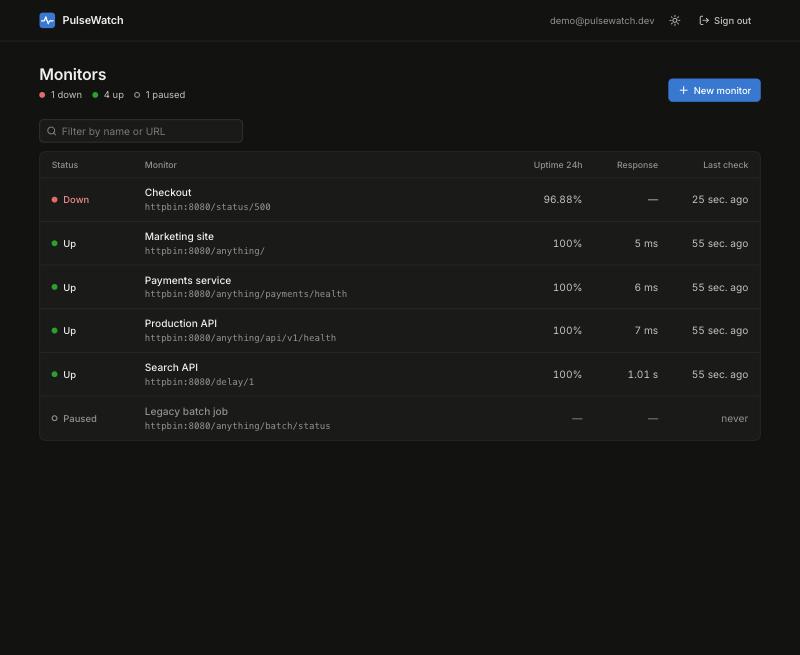 PulseWatch
demo@pulsewatch.dev
Sign out
Monitors
1 down 4 up 1 paused
New monitor
Filter by name or URL
Status Monitor Uptime 24h Response Last check
Down Checkout 96.88% — 25 sec. ago
httpbin:8080/status/500
Up Marketing site 100% 5 ms 55 sec. ago
httpbin:8080/anything/
Up Payments service 100% 6 ms 55 sec. ago
httpbin:8080/anything/payments/health
Up Production API 100% 7 ms 55 sec. ago
httpbin:8080/anything/api/v1/health
Up Search API 100% 1.01 s 55 sec. ago
httpbin:8080/delay/1
Paused Legacy batch job — — never
httpbin:8080/anything/batch/status